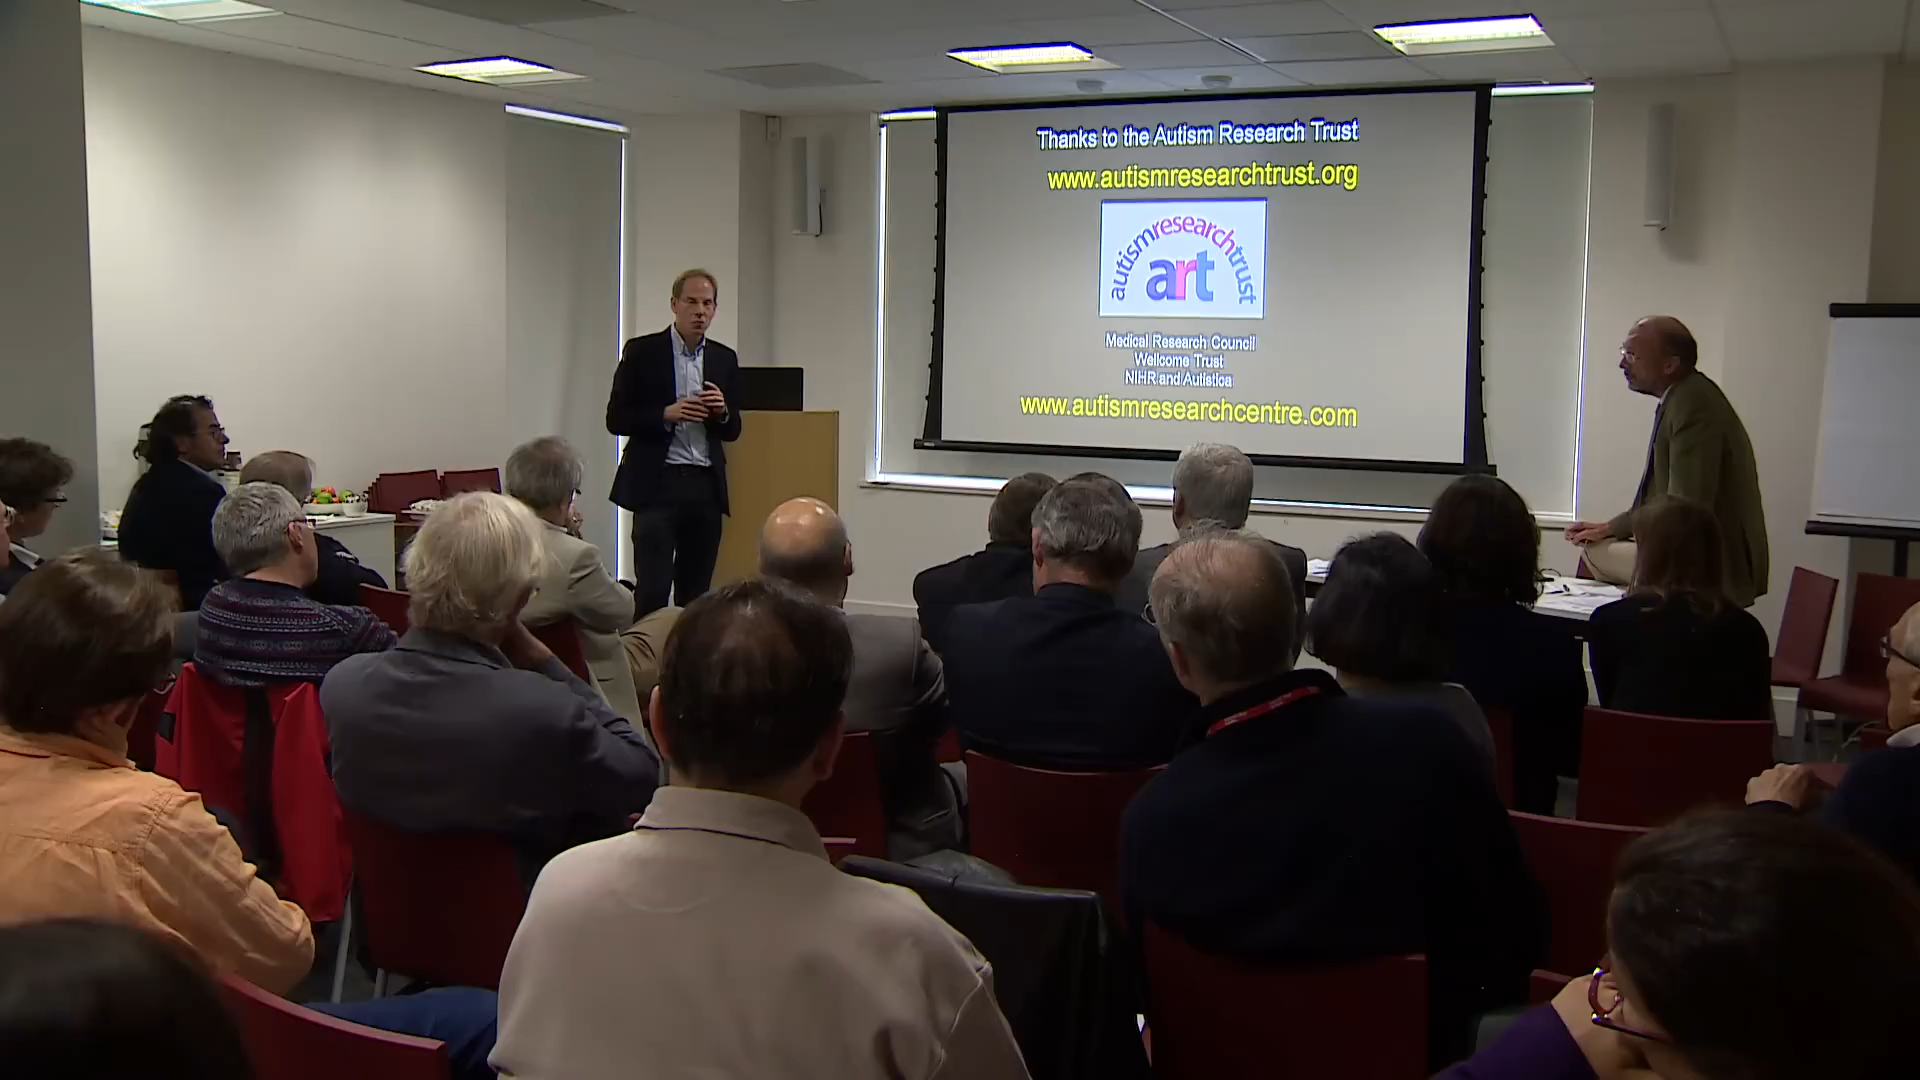 Thanks to the Autism Research Trust
www.autismresearchtrust.org
autismresearchtrust
art
Medical Research Council
Wellcome Trust
NIHR and Autistica
www.autismresearchcentre.com